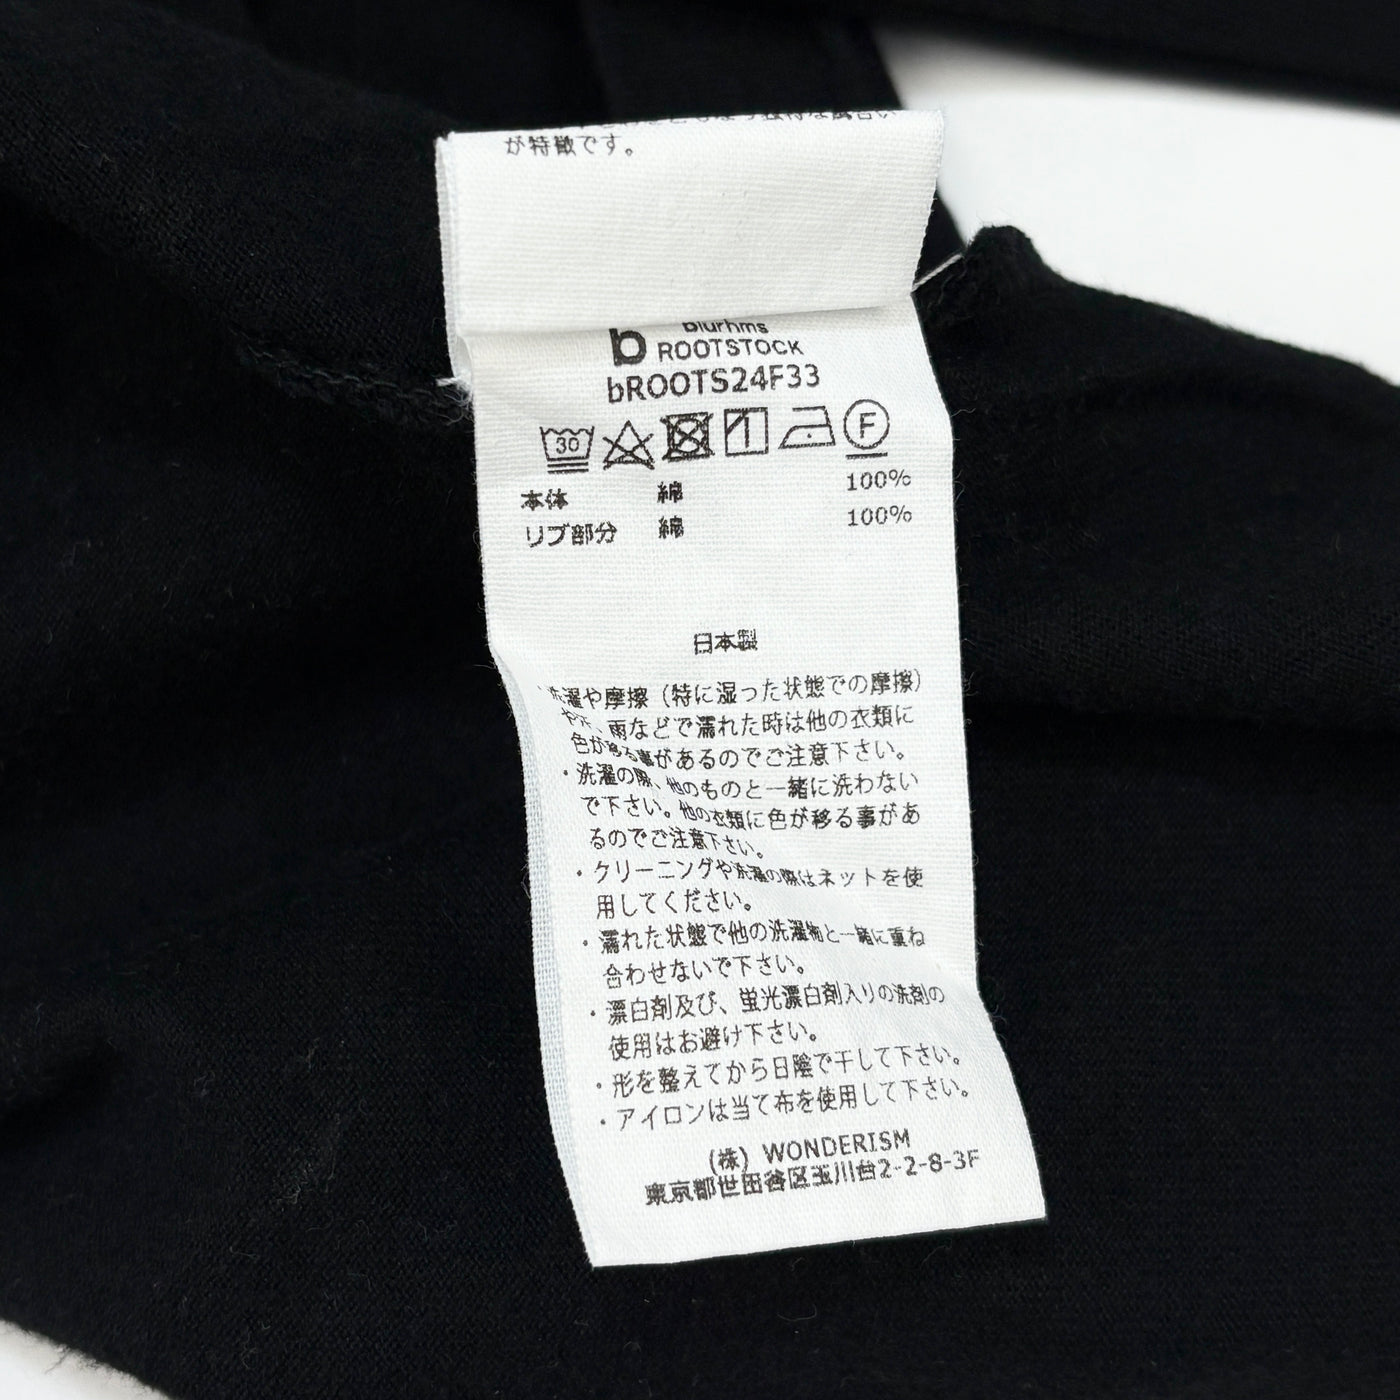 が特徴です。
b blurhms
ROOTSTOCK
bROOTS24F33
30 F
本体 綿 100%
リブ部分 綿 100%
日本製
洗濯や摩擦（特に湿った状態での摩擦）
や汗、雨などで濡れた時は他の衣類に
色が移る事があるのでご注意下さい。
・洗濯の際、他のものと一緒に洗わない
で下さい。他の衣類に色が移る事があ
るのでご注意下さい。
・クリーニングや洗濯の際はネットを使
用してください。
・濡れた状態で他の洗濯物と一緒に重ね
合わせないで下さい。
・漂白剤及び、蛍光漂白剤入りの洗剤の
使用はお避け下さい。
・形を整えてから日陰で干して下さい。
・アイロンは当て布を使用して下さい。
(株) WONDERISM
東京都世田谷区玉川台2-2-8-3F